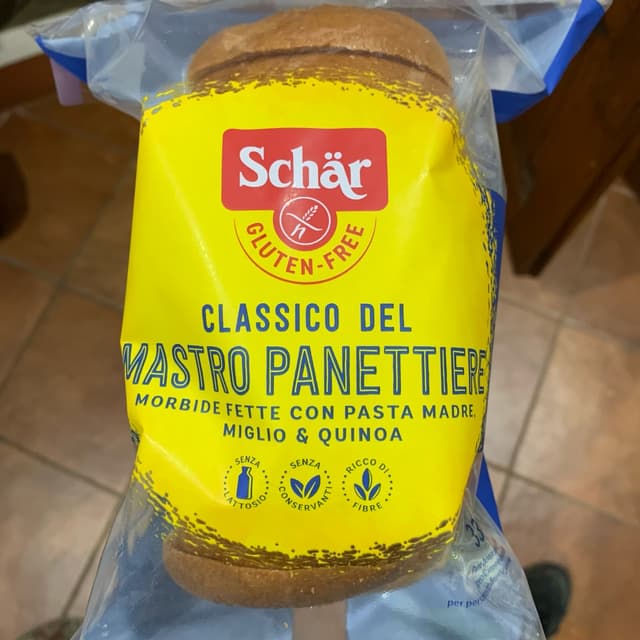 Schär
GLUTEN-FREE
CLASSICO DEL
MASTRO PANETTIERE
MORBIDE FETTE CON PASTA MADRE,
MIGLIO & QUINOA
SENZA LATTOSIO
SENZA CONSERVANTI
RICCO DI FIBRE